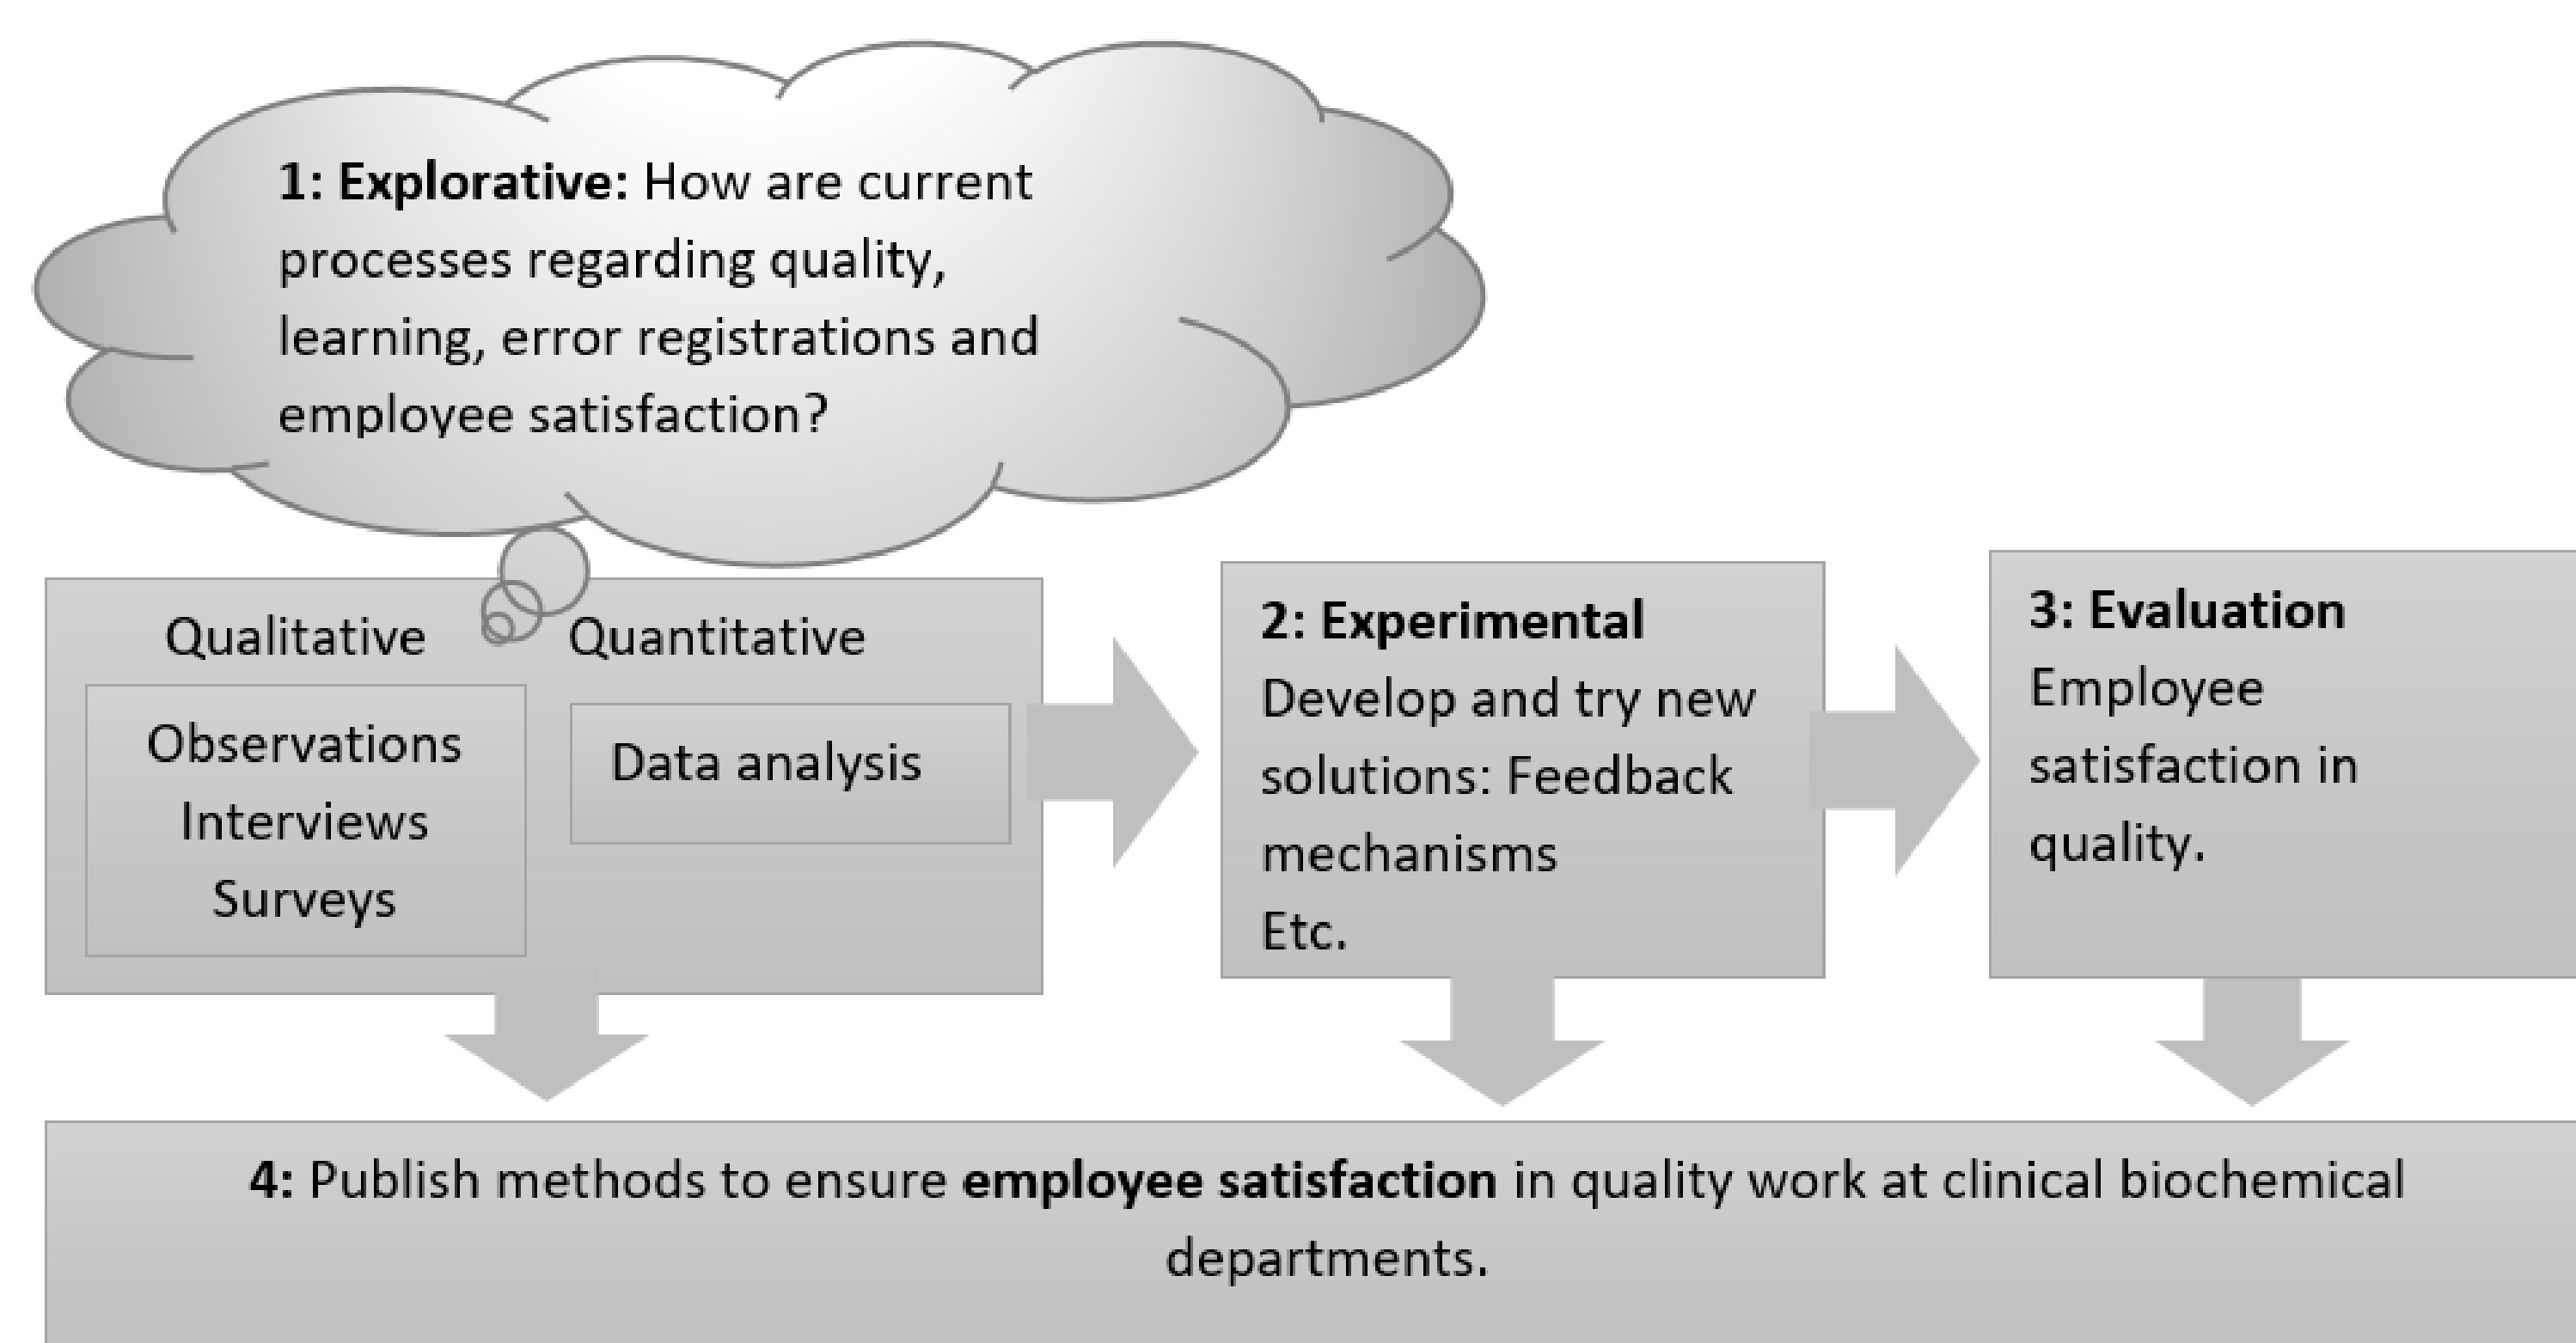 1: Explorative: How are current
processes regarding quality,
learning, error registrations and
employee satisfaction?
Qualitative
Quantitative
Observations
Interviews
Surveys
Data analysis
2: Experimental
Develop and try new
solutions: Feedback
mechanisms
Etc.
3: Evaluation
Employee
satisfaction in
quality.
4: Publish methods to ensure employee satisfaction in quality work at clinical biochemical
departments.